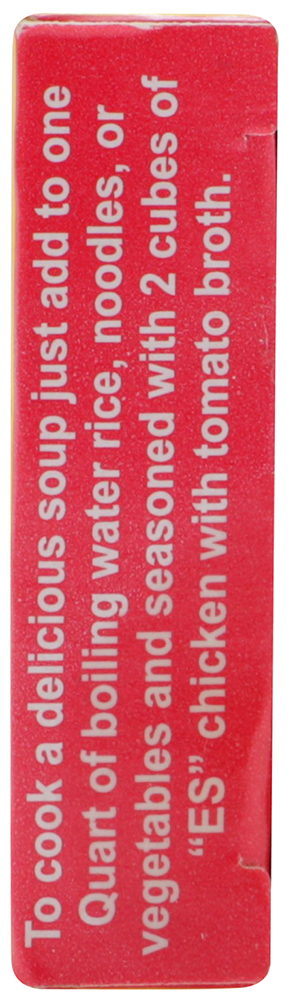 To cook a delicious soup just add to one
Quart of boiling water rice, noodles, or
vegetables and seasoned with 2 cubes of
“ES” chicken with tomato broth.